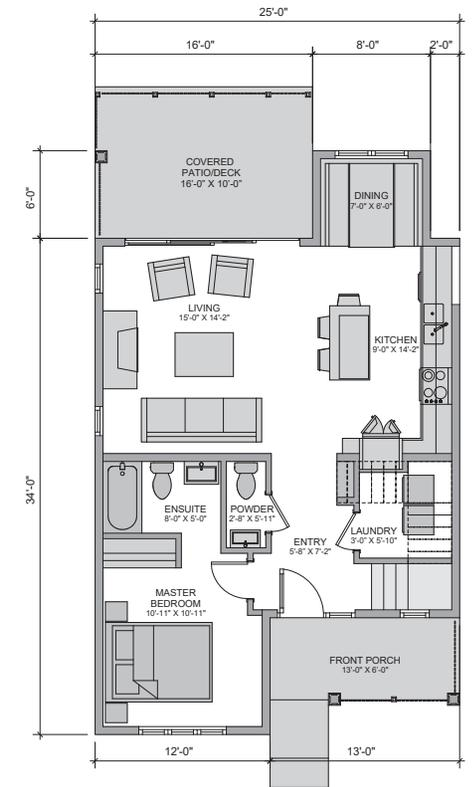 25'-0"
16'-0"
8'-0"
2'-0"
COVERED
PATIO/DECK
16'-0" X 10'-0"
6'-0"
DINING
7'-0" X 6'-0"
LIVING
15'-0" X 14'-2"
KITCHEN
9'-0" X 14'-2"
34'-0"
ENSUITE
8'-0" X 5'-0"
POWDER
2'-8" X 5'-11"
LAUNDRY
3'-0" X 5'-10"
ENTRY
5'-8" X 7'-2"
MASTER
BEDROOM
10'-11" X 10'-11"
FRONT PORCH
13'-0" X 6'-0"
12'-0"
13'-0"